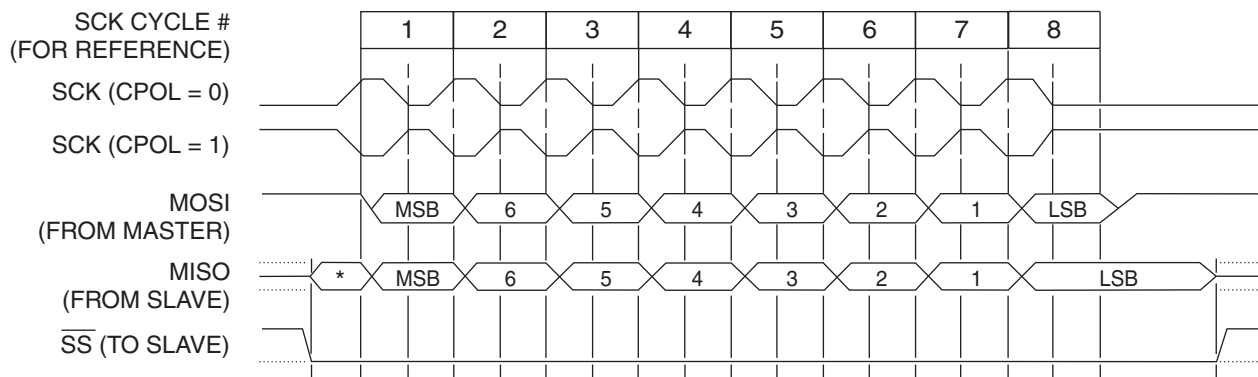 SCK CYCLE #
(FOR REFERENCE)
1 2 3 4 5 6 7 8
SCK (CPOL = 0)
SCK (CPOL = 1)
MOSI
(FROM MASTER)
MSB 6 5 4 3 2 1 LSB
MISO
(FROM SLAVE)
* MSB 6 5 4 3 2 1 LSB
SS (TO SLAVE)